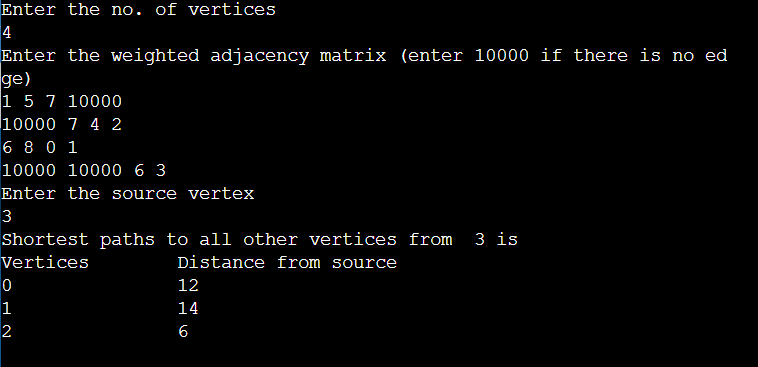 Enter the no. of vertices
4
Enter the weighted adjacency matrix (enter 10000 if there is no ed
ge)
1 5 7 10000
10000 7 4 2
6 8 0 1
10000 10000 6 3
Enter the source vertex
3
Shortest paths to all other vertices from  3 is
Vertices        Distance from source
0               12
1               14
2               6